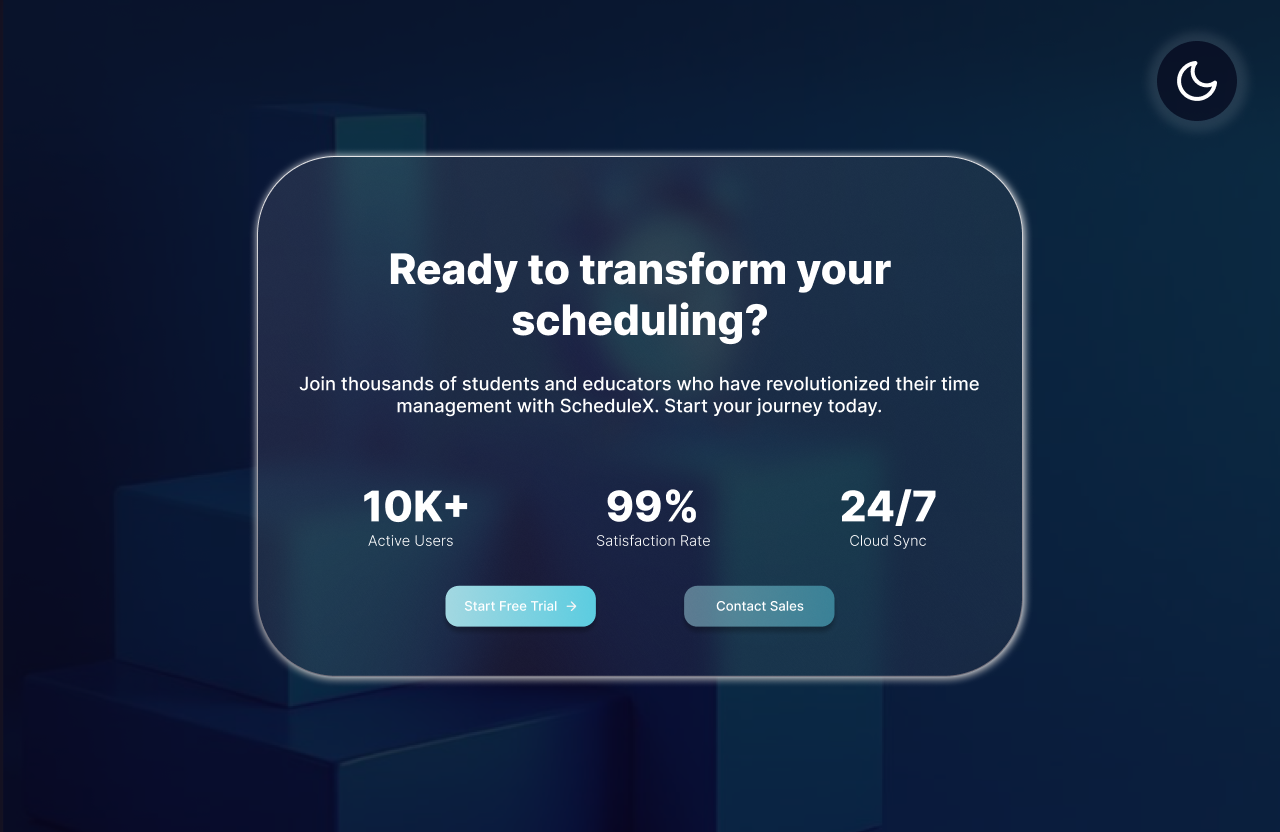 Ready to transform your
scheduling?
Join thousands of students and educators who have revolutionized their time
management with ScheduleX. Start your journey today.
10K+
99%
24/7
Active Users
Satisfaction Rate
Cloud Sync
Start Free Trial →
Contact Sales